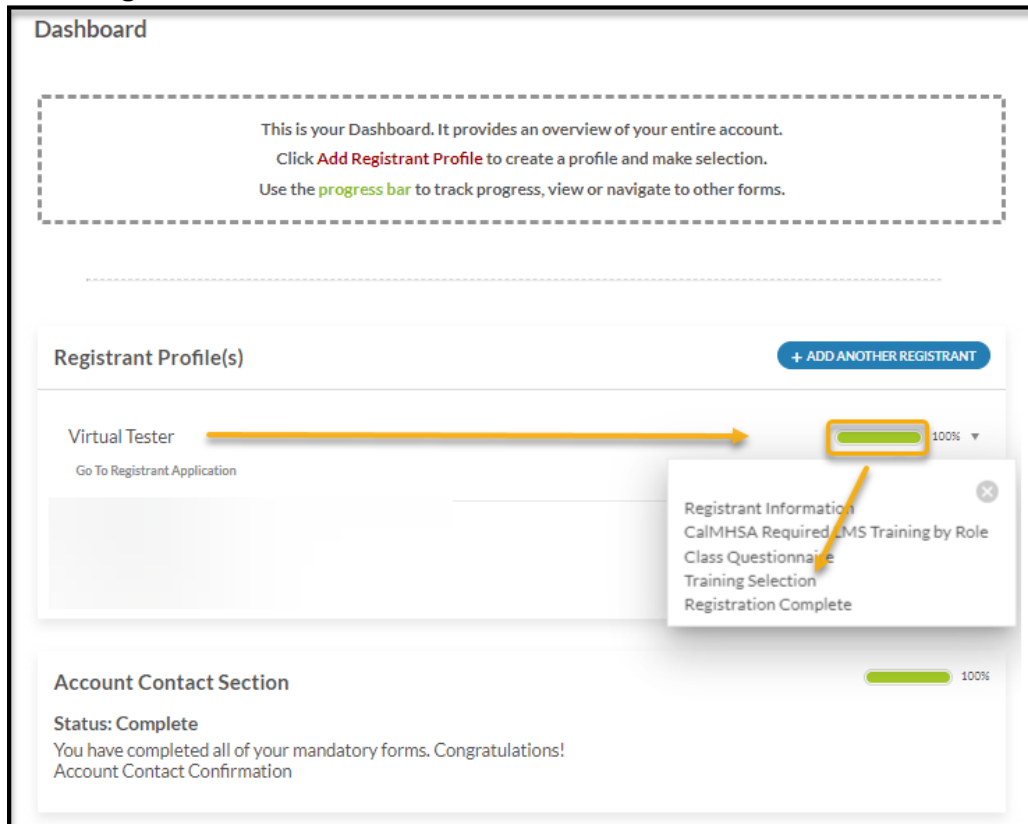 Dashboard
This is your Dashboard. It provides an overview of your entire account.
Click Add Registrant Profile to create a profile and make selection.
Use the progress bar to track progress, view or navigate to other forms.
Registrant Profile(s)
+ ADD ANOTHER REGISTRANT
Virtual Tester
100%
Go To Registrant Application
Registrant Information
CalMHSA Required LMS Training by Role
Class Questionnaire
Training Selection
Registration Complete
Account Contact Section
100%
Status: Complete
You have completed all of your mandatory forms. Congratulations!
Account Contact Confirmation